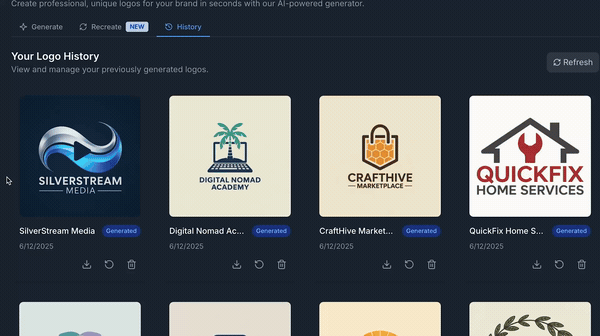 Create professional, unique logos for your brand in seconds with our AI-powered generator.
Generate
Recreate NEW
History
Your Logo History
View and manage your previously generated logos.
Refresh
SILVERSTREAM
MEDIA
DIGITAL NOMAD
ACADEMY
CRAFTHIVE
MARKETPLACE
QUICKFIX
HOME SERVICES
SilverStream Media Generated
6/12/2025
Digital Nomad Ac... Generated
6/12/2025
CraftHive Market... Generated
6/12/2025
QuickFix Home S... Generated
6/12/2025